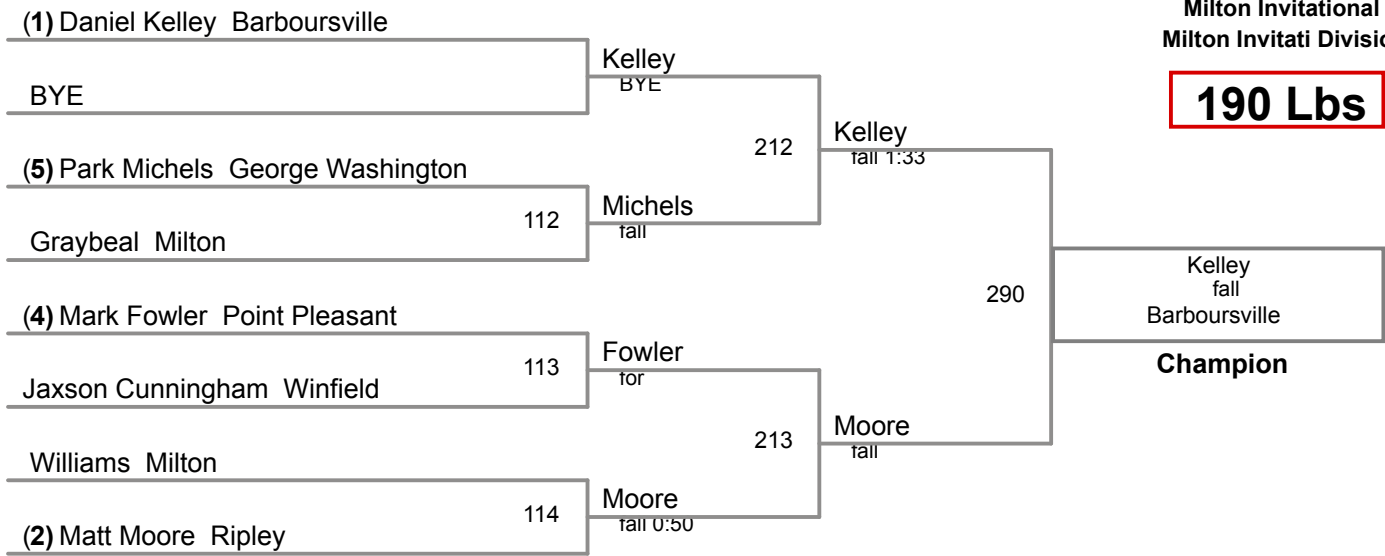 Milton Invitational
Milton Invitati Divisio
190 Lbs
(1) Daniel Kelley Barboursville
Kelley
BYE
BYE
Kelley
212
fall 1:33
(5) Park Michels George Washington
112
Michels
fall
Graybeal Milton
Kelley
fall
290
Barboursville
(4) Mark Fowler Point Pleasant
Champion
113
Fowler
for
Jaxson Cunningham Winfield
213
Moore
fall
Williams Milton
114
Moore
fall 0:50
(2) Matt Moore Ripley